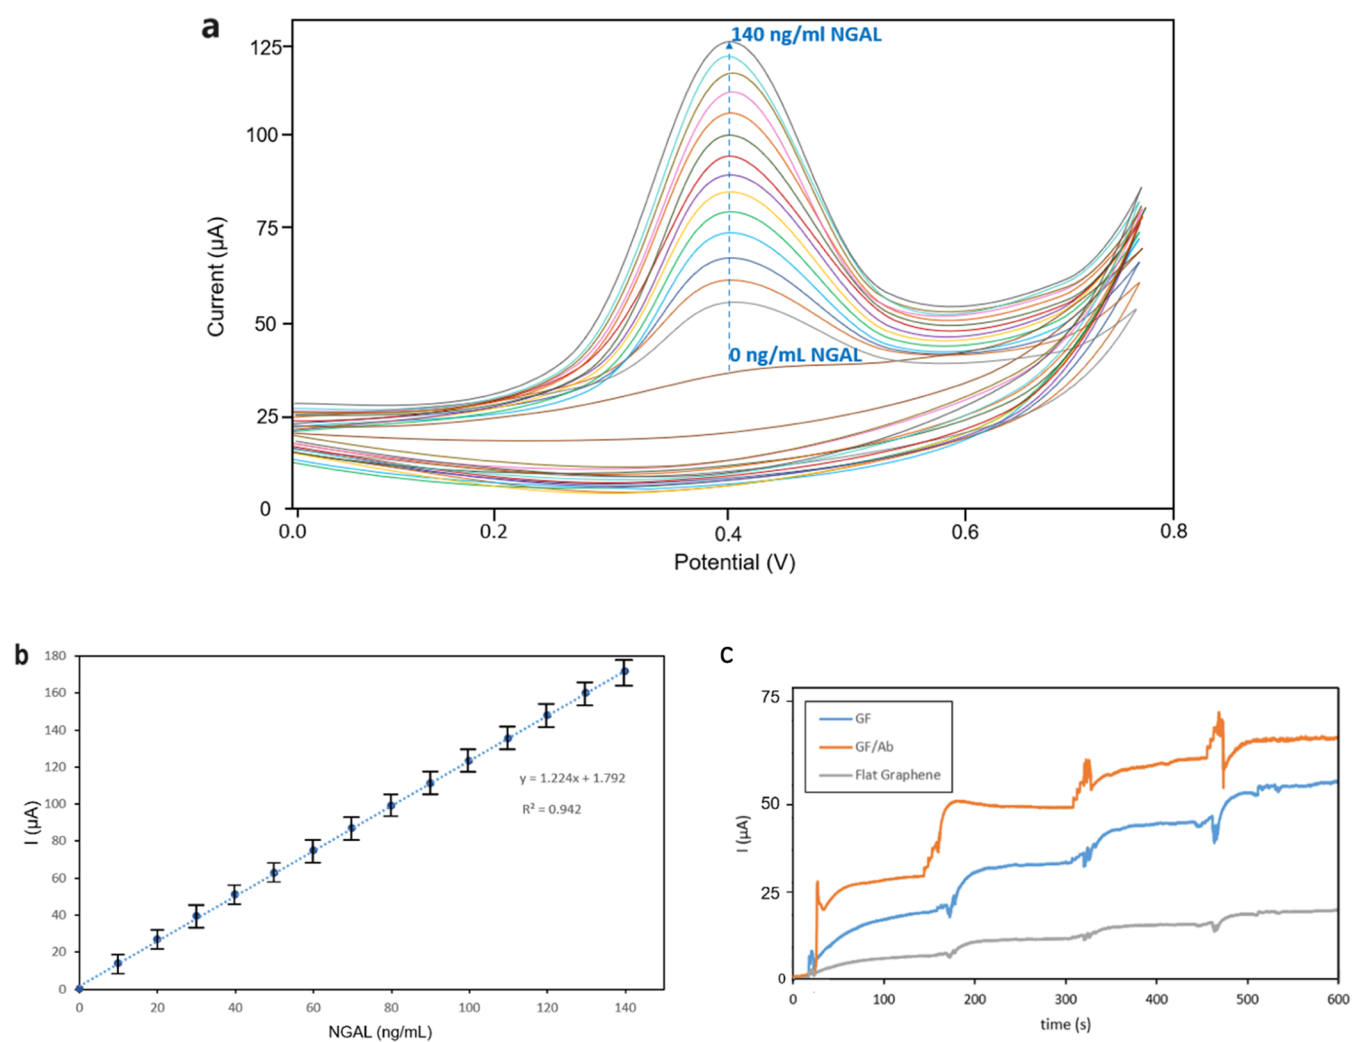 a
140 ng/ml NGAL
125
100
75
50
25
0
0 ng/mL NGAL
Current (µA)
0.0 0.2 0.4 0.6 0.8
Potential (V)
b
180
160
140
120
100
80
60
40
20
0
I (µA)
y = 1.224x + 1.792
R² = 0.942
0 20 40 60 80 100 120 140
NGAL (ng/mL)
c
75
50
25
0
I (µA)
GF
GF/Ab
Flat Graphene
0 100 200 300 400 500 600
time (s)